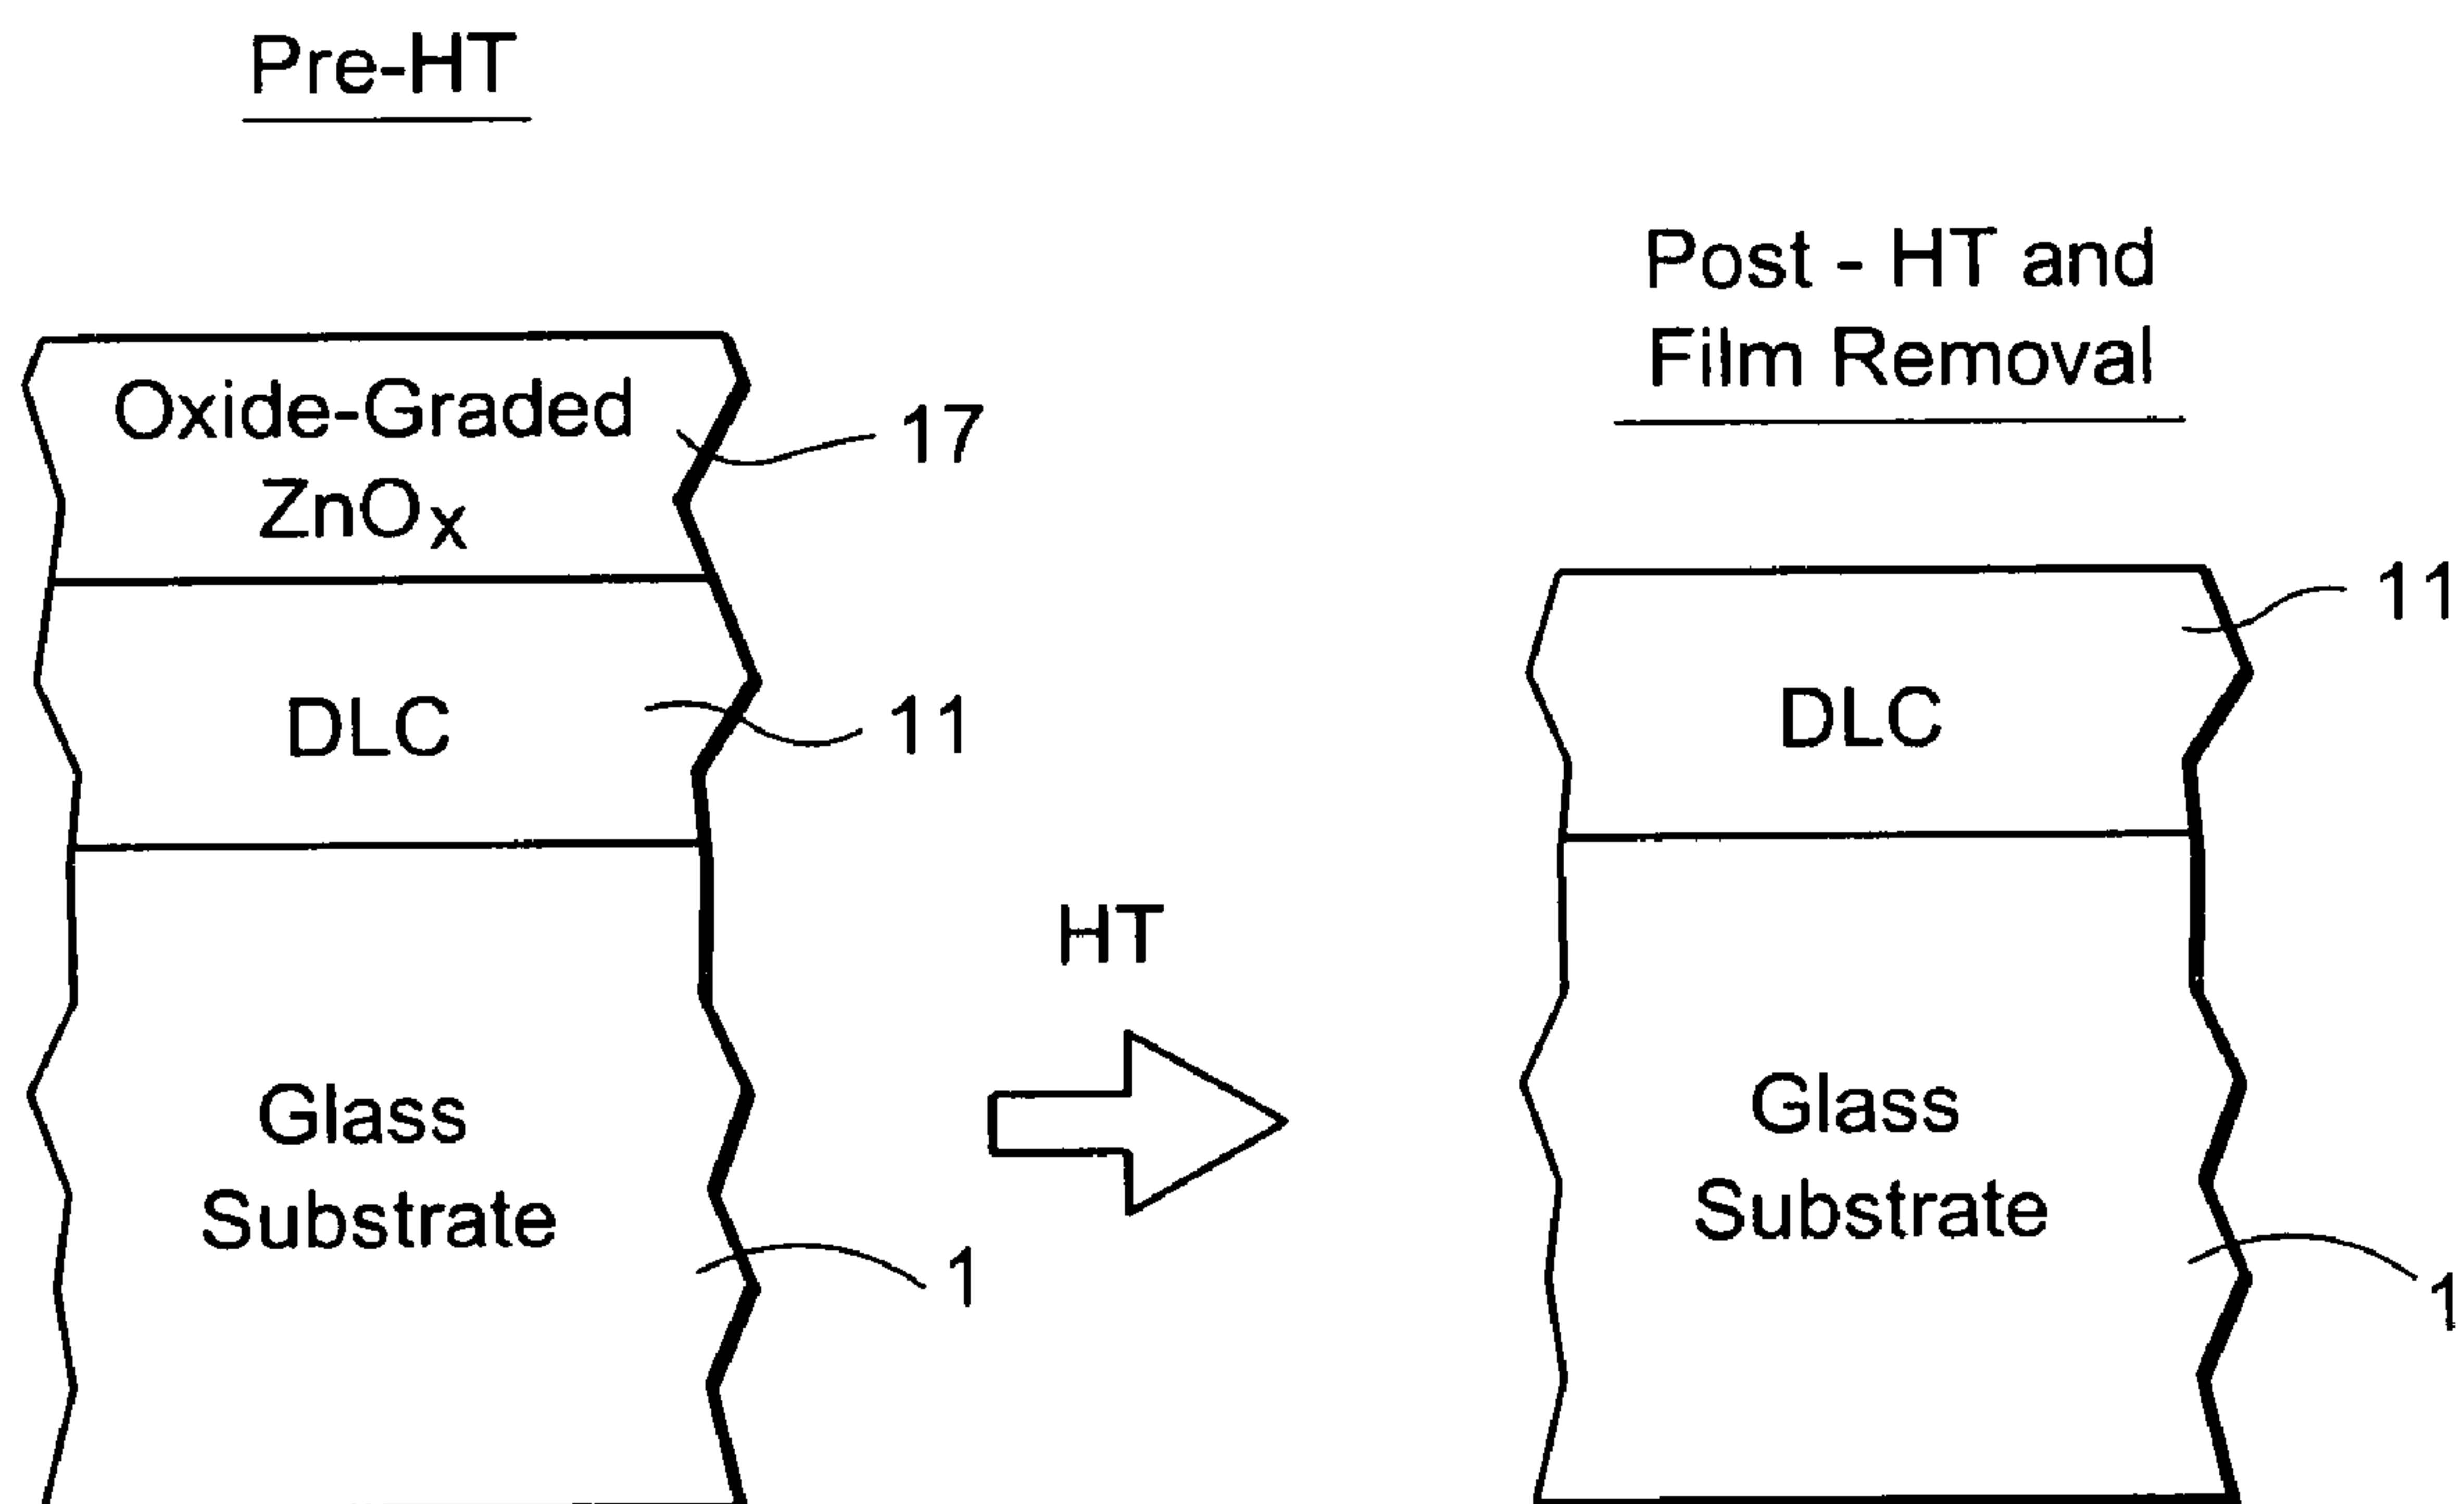 Pre-HT
Oxide-Graded
ZnOx
17
DLC
11
Glass
Substrate
1
HT
Post - HT and
Film Removal
11
DLC
Glass
Substrate
1